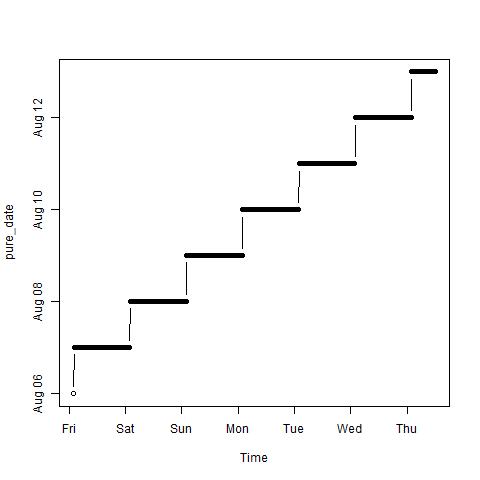 Aug 12
Aug 10
Aug 08
Aug 06
pure_date
Fri Sat Sun Mon Tue Wed Thu
Time